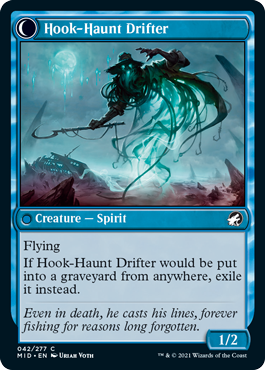 Hook-Haunt Drifter
Creature — Spirit
Flying
If Hook-Haunt Drifter would be put
into a graveyard from anywhere, exile
it instead.
Even in death, he casts his lines, forever
fishing for reasons long forgotten.
1/2
042/277 C
MID • EN Uriah Voth
™ & © 2021 Wizards of the Coast